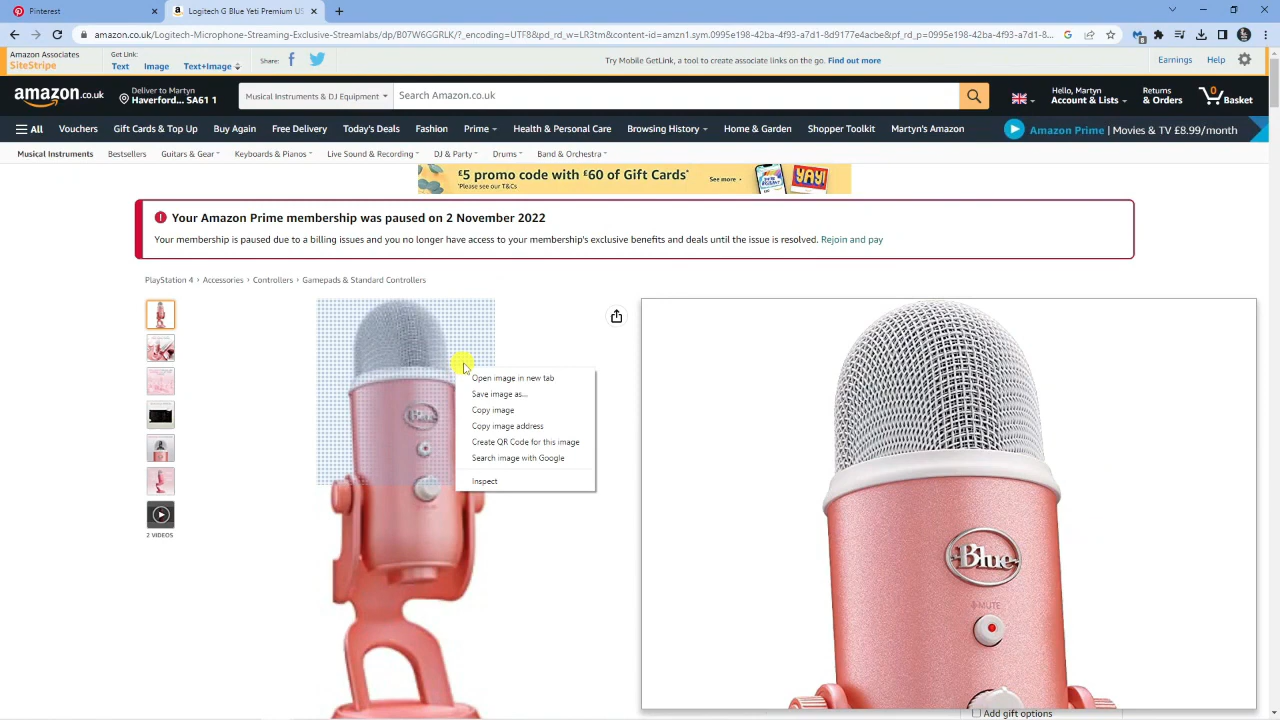 Pinterest
Logitech G Blue Yeti Premium US
amazon.co.uk/Logitech-Microphone-Streaming-Exclusive-Streamlabs/dp/B07W6GGRLK/?_encoding=UTF8&pd_rd_w=LR3tm&content-id=amzn1.sym.0995e198-42ba-4f93-a7d1-8d9177e4acbe&pf_rd_p=0995e198-42ba-4f93-a7d1-8...
Amazon Associates
SiteStripe
Get Link:
Text
Image
Text+Image
Share:
Try Mobile GetLink, a tool to create associate links on the go. Find out more
Earnings
Help
amazon.co.uk
Deliver to Martyn
Haverford... SA61 1
Musical Instruments & DJ Equipment
Search Amazon.co.uk
Hello, Martyn
Account & Lists
Returns
& Orders
0
Basket
All
Vouchers
Gift Cards & Top Up
Buy Again
Free Delivery
Today's Deals
Fashion
Prime
Health & Personal Care
Browsing History
Home & Garden
Shopper Toolkit
Martyn's Amazon
Amazon Prime | Movies & TV £8.99/month
Musical Instruments
Bestsellers
Guitars & Gear
Keyboards & Pianos
Live Sound & Recording
DJ & Party
Drums
Band & Orchestra
£5 promo code with £60 of Gift Cards*
*Please see our T&Cs
See more
YAY!
Your Amazon Prime membership was paused on 2 November 2022
Your membership is paused due to a billing issues and you no longer have access to your membership's exclusive benefits and deals until the issue is resolved. Rejoin and pay
PlayStation 4 › Accessories › Controllers › Gamepads & Standard Controllers
Open image in new tab
Save image as...
Copy image
Copy image address
Create QR Code for this image
Search image with Google
Inspect
2 VIDEOS
Blue
Blue
MUTE
Add gift options